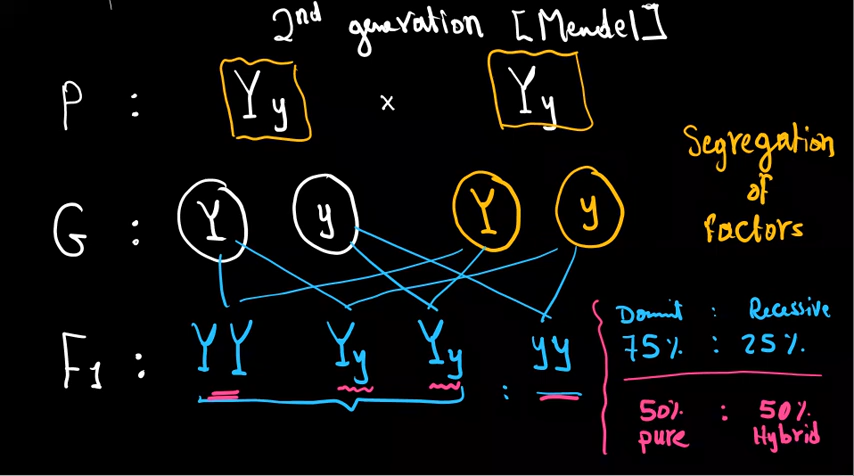 2nd generation [Mendel]
P : Yy x Yy
Segregation
of
factors
G : Y y Y y
F1 : YY Yy Yy : yy
Domint : Recessive
75% : 25%
50% : 50%
pure Hybrid